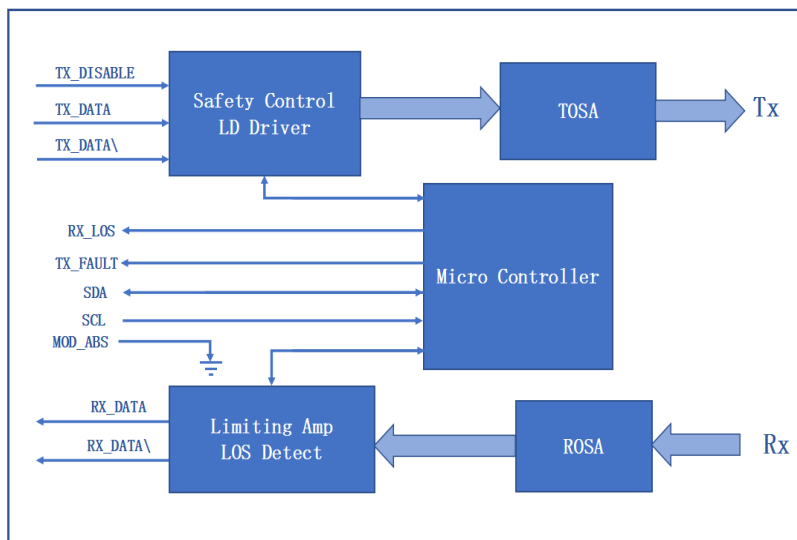 TX_DISABLE
TX_DATA
TX_DATA\
Safety Control
LD Driver
TOSA
Tx
RX_LOS
TX_FAULT
SDA
SCL
MOD_ABS
Micro Controller
RX_DATA
RX_DATA\
Limiting Amp
LOS Detect
ROSA
Rx